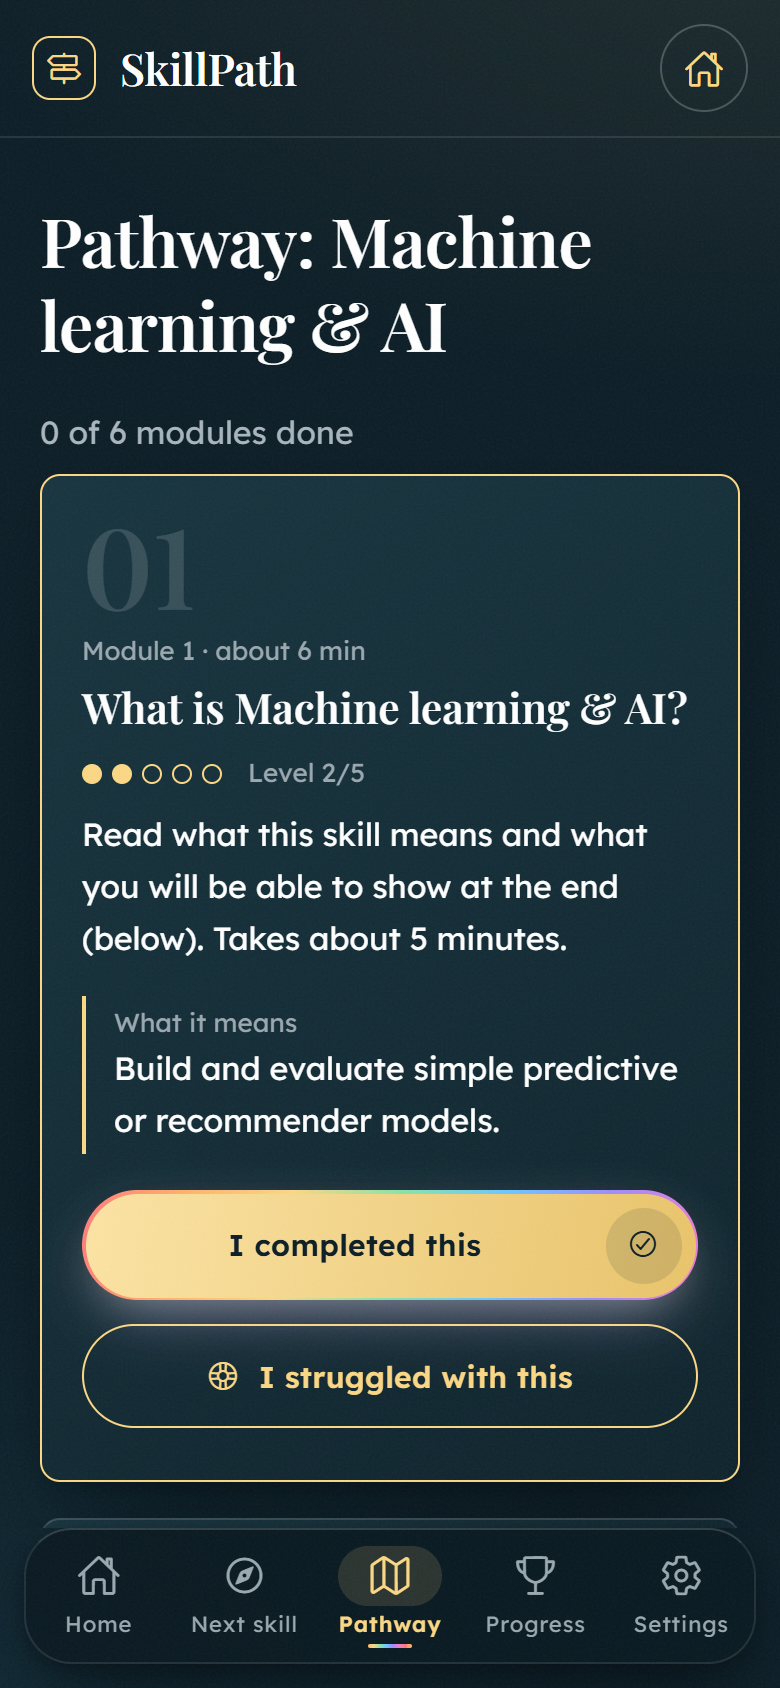 SkillPath
Pathway: Machine
learning & AI
0 of 6 modules done
01
Module 1 · about 6 min
What is Machine learning & AI?
Level 2/5
Read what this skill means and what
you will be able to show at the end
(below). Takes about 5 minutes.
What it means
Build and evaluate simple predictive
or recommender models.
I completed this
I struggled with this
Home
Next skill
Pathway
Progress
Settings